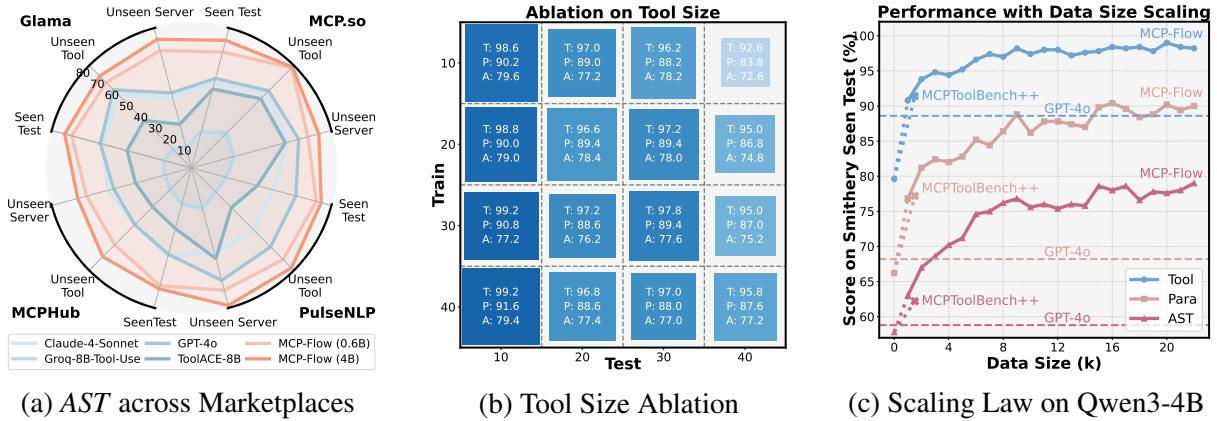 Glama
Unseen Server
Seen Test
MCP.so
Unseen
Tool
Unseen
Tool
80
70
60
50
40
30
20
10
Seen
Test
Unseen
Server
Unseen
Server
Seen
Test
Unseen
Tool
Unseen
Tool
MCPHub
SeenTest
Unseen Server
PulseNLP
Claude-4-Sonnet
GPT-4o
MCP-Flow (0.6B)
Groq-8B-Tool-Use
ToolACE-8B
MCP-Flow (4B)
(a) AST across Marketplaces
Ablation on Tool Size
Train
10
T: 98.6
P: 90.2
A: 79.6
T: 97.0
P: 89.0
A: 77.2
T: 96.2
P: 88.2
A: 78.2
T: 92.6
P: 83.8
A: 72.6
20
T: 98.8
P: 90.0
A: 79.0
T: 96.6
P: 89.4
A: 78.4
T: 97.2
P: 89.4
A: 78.0
T: 95.0
P: 86.8
A: 74.8
30
T: 99.2
P: 90.8
A: 77.2
T: 97.2
P: 88.6
A: 76.2
T: 97.8
P: 89.4
A: 77.6
T: 95.0
P: 87.0
A: 75.2
40
T: 99.2
P: 91.6
A: 79.4
T: 96.8
P: 88.6
A: 77.4
T: 97.0
P: 88.0
A: 77.0
T: 95.8
P: 87.6
A: 77.2
10
20
30
40
Test
(b) Tool Size Ablation
Performance with Data Size Scaling
Score on Smithery Seen Test (%)
100
95
90
85
80
75
70
65
60
MCP-Flow
MCPToolBench++
GPT-4o
MCP-Flow
MCPToolBench++
MCP-Flow
GPT-4o
MCPToolBench++
GPT-4o
Tool
Para
AST
0
4
8
12
16
20
Data Size (k)
(c) Scaling Law on Qwen3-4B